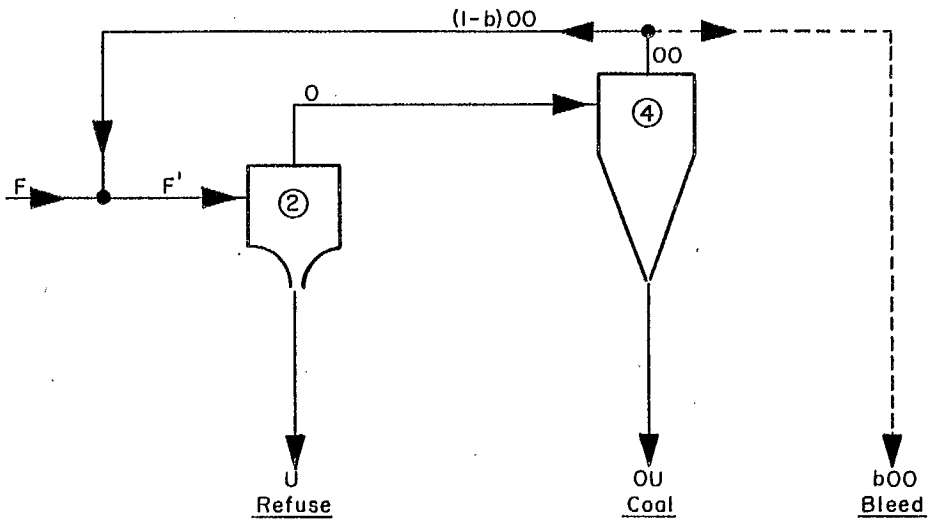 (1-b)OO
OO
O
④
F
F'
②
U
Refuse
OU
Coal
bOO
Bleed